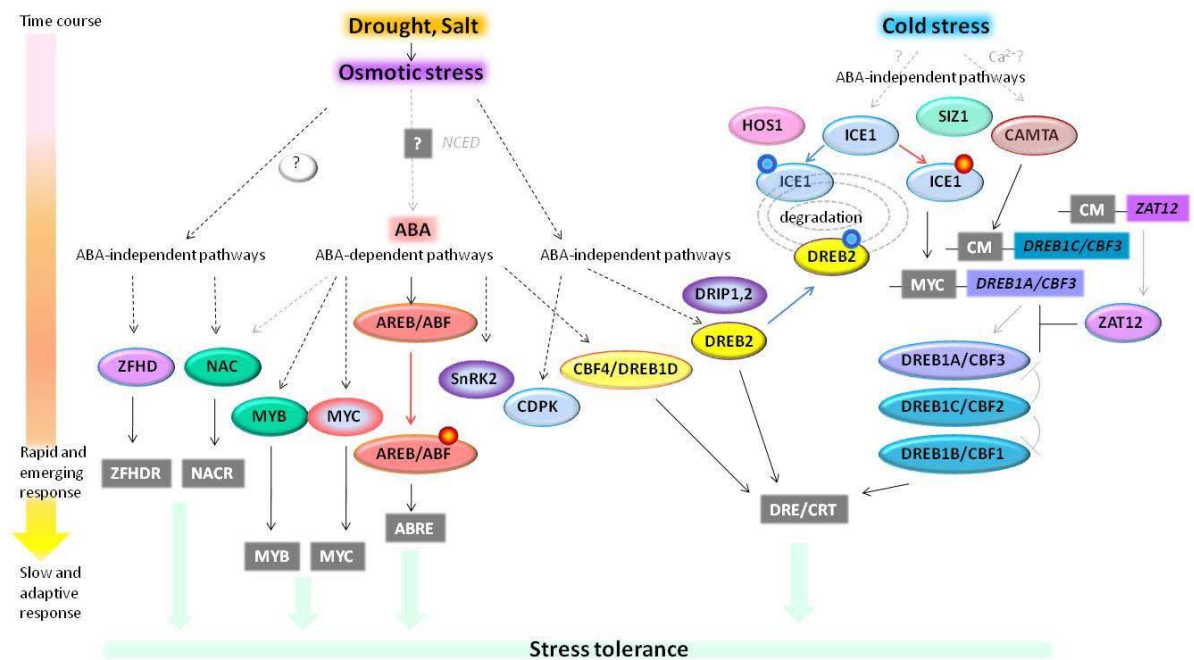 Time course
Drought, Salt
Cold stress
Osmotic stress
?
Ca²⁺?
ABA-independent pathways
HOS1
ICE1
SIZ1
CAMTA
?
NCED
?
ICE1
ICE1
degradation
CM
ZAT12
ABA
CM
DREB1C/CBF3
ABA-independent pathways
ABA-dependent pathways
ABA-independent pathways
DREB2
MYC
DREB1A/CBF3
DRIP1,2
AREB/ABF
DREB2
ZAT12
ZFHD
NAC
SnRK2
CBF4/DREB1D
DREB1A/CBF3
CDPK
DREB1C/CBF2
MYB
MYC
AREB/ABF
DREB1B/CBF1
Rapid and
emerging
response
ZFHDR
NACR
DRE/CRT
ABRE
MYB
MYC
Slow and
adaptive
response
Stress tolerance